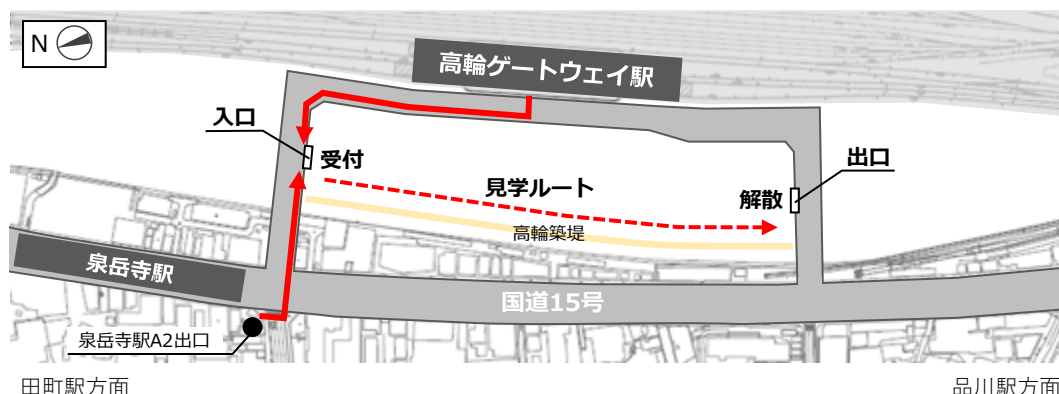 N
高輪ゲートウェイ駅
入口
受付
出口
見学ルート
解散
高輪築堤
泉岳寺駅
国道15号
泉岳寺駅A2出口
田町駅方面
品川駅方面